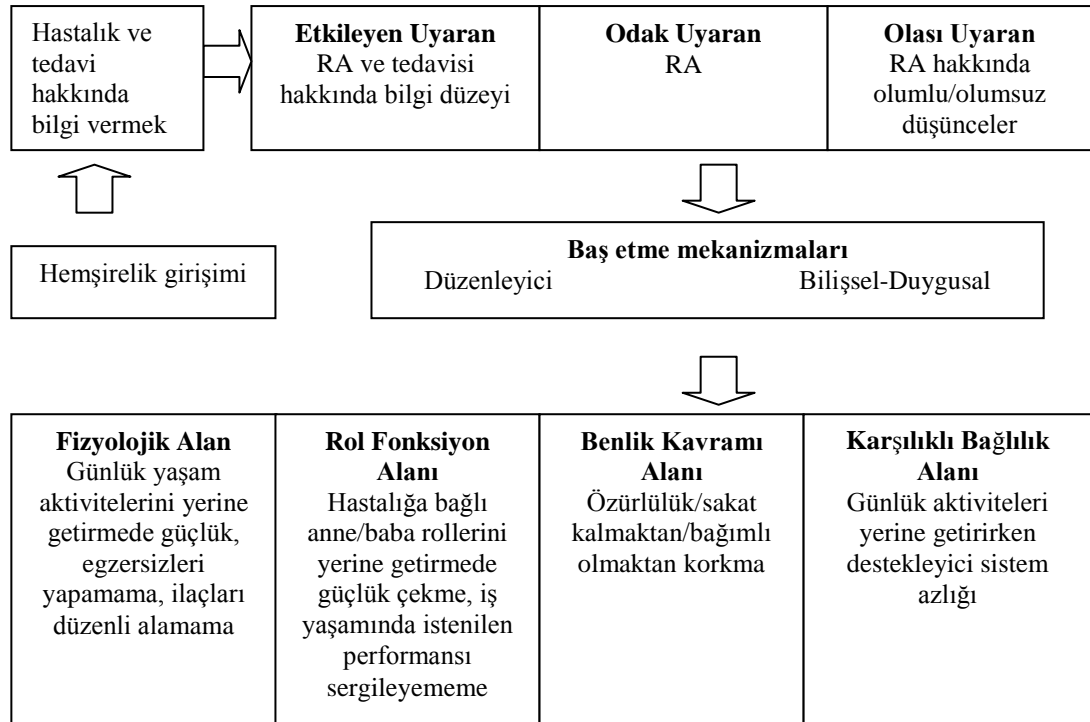 Hastalık ve
tedavi
hakkında
bilgi vermek
Etkileyen Uyaran
RA ve tedavisi
hakkında bilgi düzeyi
Odak Uyaran
RA
Olası Uyaran
RA hakkında
olumlu/olumsuz
düşünceler
Hemşirelik girişimi
Baş etme mekanizmaları
Düzenleyici Bilişsel-Duygusal
Fizyolojik Alan
Günlük yaşam
aktivitelerini yerine
getirmede güçlük,
egzersizleri
yapamama, ilaçları
düzenli alamama
Rol Fonksiyon
Alanı
Hastalığa bağlı
anne/baba rollerini
yerine getirmede
güçlük çekme, iş
yaşamında istenilen
performansı
sergileyememe
Benlik Kavramı
Alanı
Özürlülük/sakat
kalmaktan/bağımlı
olmaktan korkma
Karşılıklı Bağlılık
Alanı
Günlük aktiviteleri
yerine getirirken
destekleyici sistem
azlığı